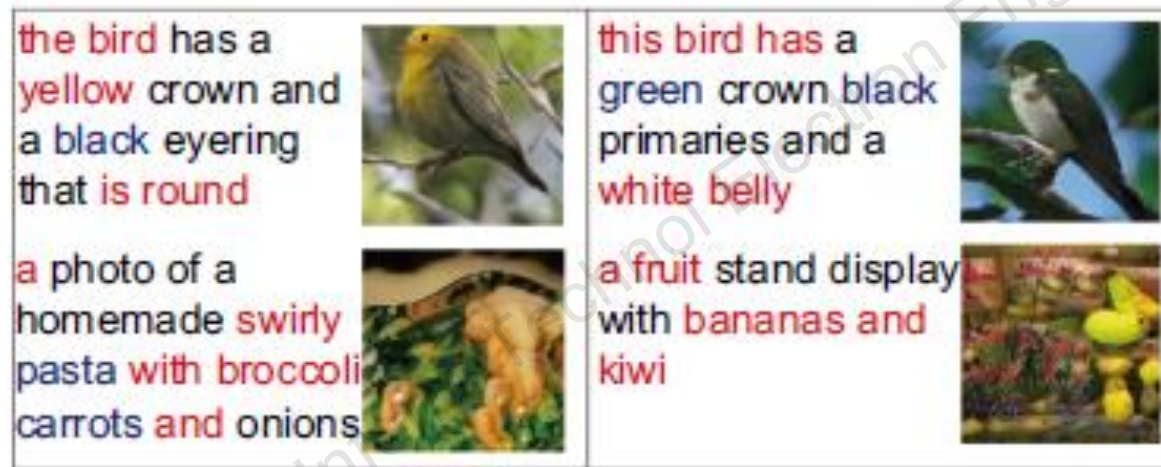 the bird has a
yellow crown and
a black eyering
that is round
this bird has a
green crown black
primaries and a
white belly
a photo of a
homemade swirly
pasta with broccoli
carrots and onions
a fruit stand display
with bananas and
kiwi